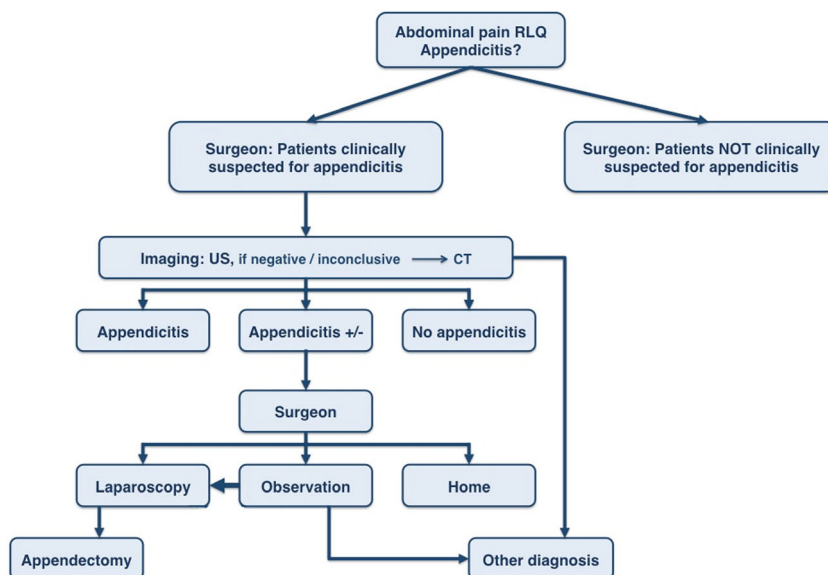 Abdominal pain RLQ
Appendicitis?
Surgeon: Patients clinically
suspected for appendicitis
Surgeon: Patients NOT clinically
suspected for appendicitis
Imaging: US, if negative / inconclusive → CT
Appendicitis
Appendicitis +/-
No appendicitis
Surgeon
Laparoscopy
Observation
Home
Appendectomy
Other diagnosis